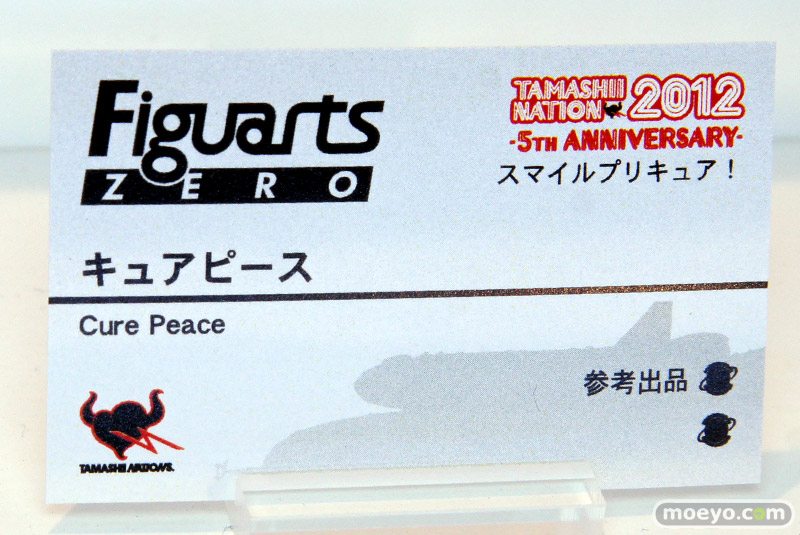 Figuarts
ZERO
TAMASHII
NATION 2012
-5TH ANNIVERSARY-
スマイルプリキュア！
キュアピース
Cure Peace
参考出品
TAMASHII NATIONS.
moeyo.com